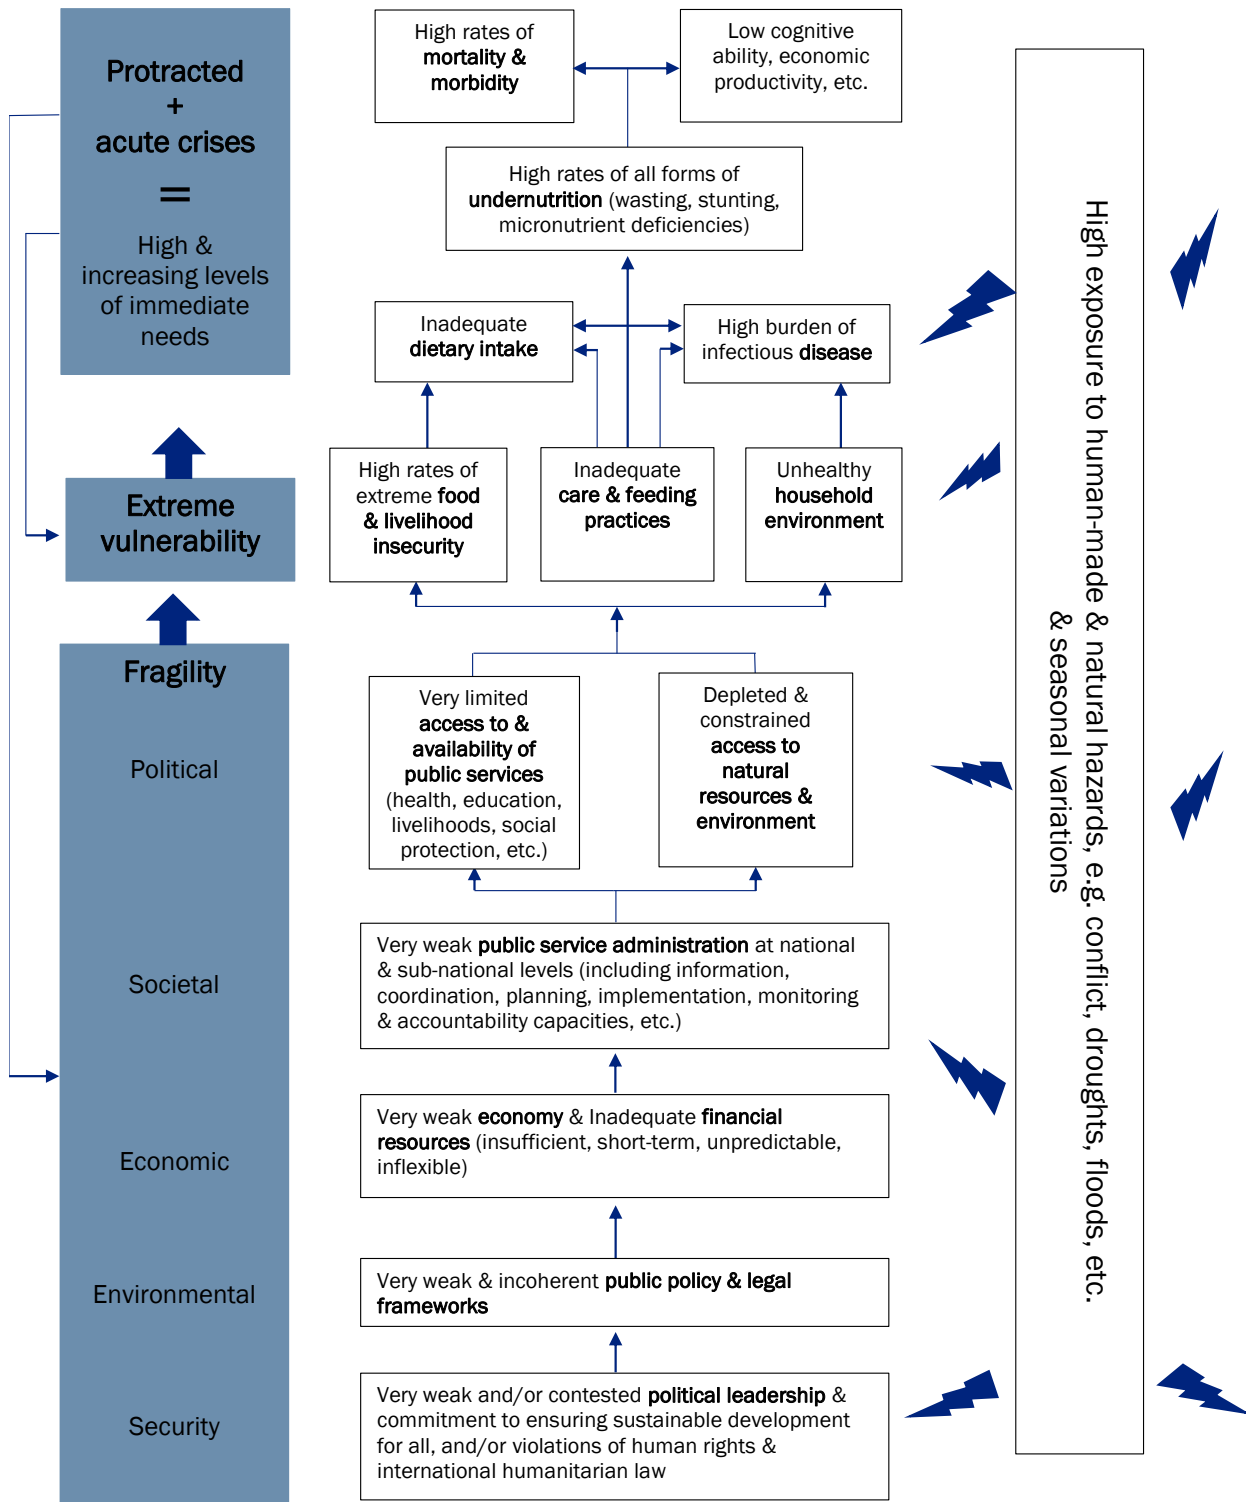 Protracted
+
acute crises
=
High &
increasing levels
of immediate
needs
Extreme
vulnerability
Fragility
Political
Societal
Economic
Environmental
Security
High rates of
mortality &
morbidity
Low cognitive
ability, economic
productivity, etc.
High rates of all forms of
undernutrition (wasting, stunting,
micronutrient deficiencies)
Inadequate
dietary intake
High burden of
infectious disease
High rates of
extreme food
& livelihood
insecurity
Inadequate
care & feeding
practices
Unhealthy
household
environment
Very limited
access to &
availability of
public services
(health, education,
livelihoods, social
protection, etc.)
Depleted &
constrained
access to
natural
resources &
environment
Very weak public service administration at national
& sub-national levels (including information,
coordination, planning, implementation, monitoring
& accountability capacities, etc.)
Very weak economy & Inadequate financial
resources (insufficient, short-term, unpredictable,
inflexible)
Very weak & incoherent public policy & legal
frameworks
Very weak and/or contested political leadership &
commitment to ensuring sustainable development
for all, and/or violations of human rights &
international humanitarian law
High exposure to human-made & natural hazards, e.g. conflict, droughts, floods, etc.
& seasonal variations